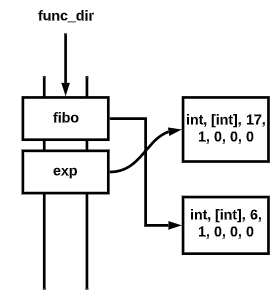 func_dir
fibo
exp
int, [int], 17,
1, 0, 0, 0
int, [int], 6,
1, 0, 0, 0